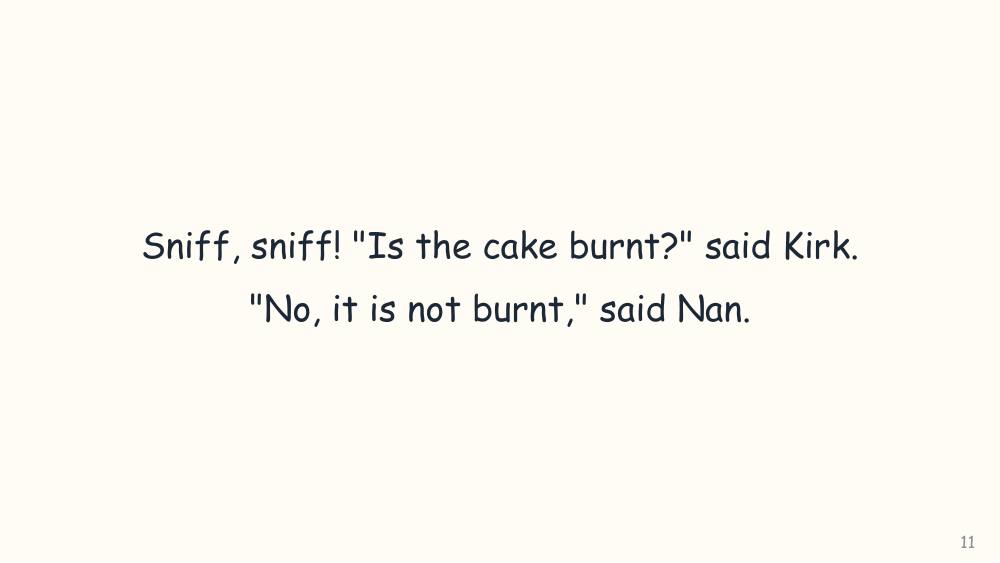 Sniff, sniff! "Is the cake burnt?" said Kirk.
"No, it is not burnt," said Nan.
11